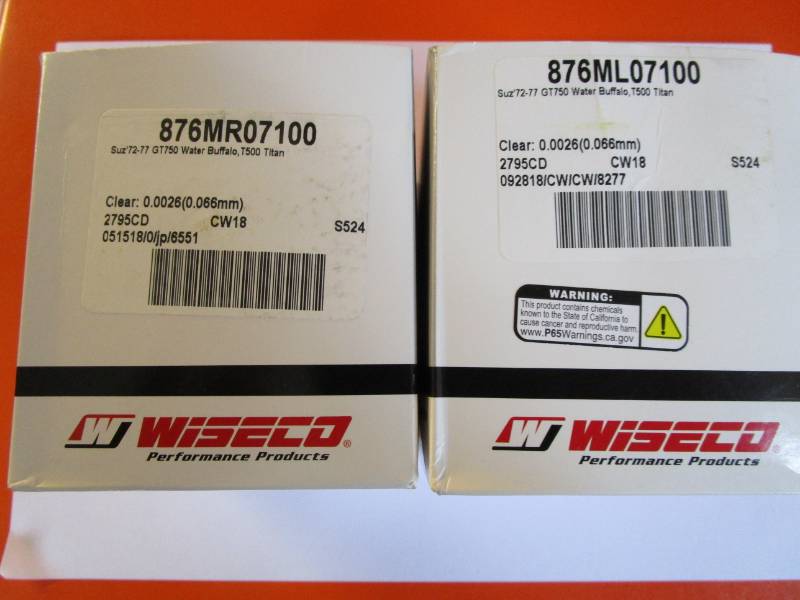 876MR07100
Suz'72-77 GT750 Water Buffalo,T500 Titan
Clear: 0.0026(0.066mm)
2795CD CW18 S524
051518/0/jp/6551
W WISECO®
Performance Products
876ML07100
Suz'72-77 GT750 Water Buffalo,T500 Titan
Clear: 0.0026(0.066mm)
2795CD CW18 S524
092818/CW/CW/8277
WARNING:
This product contains chemicals
known to the State of California to
cause cancer and reproductive harm.
www.P65Warnings.ca.gov
W WISECO®
Performance Products